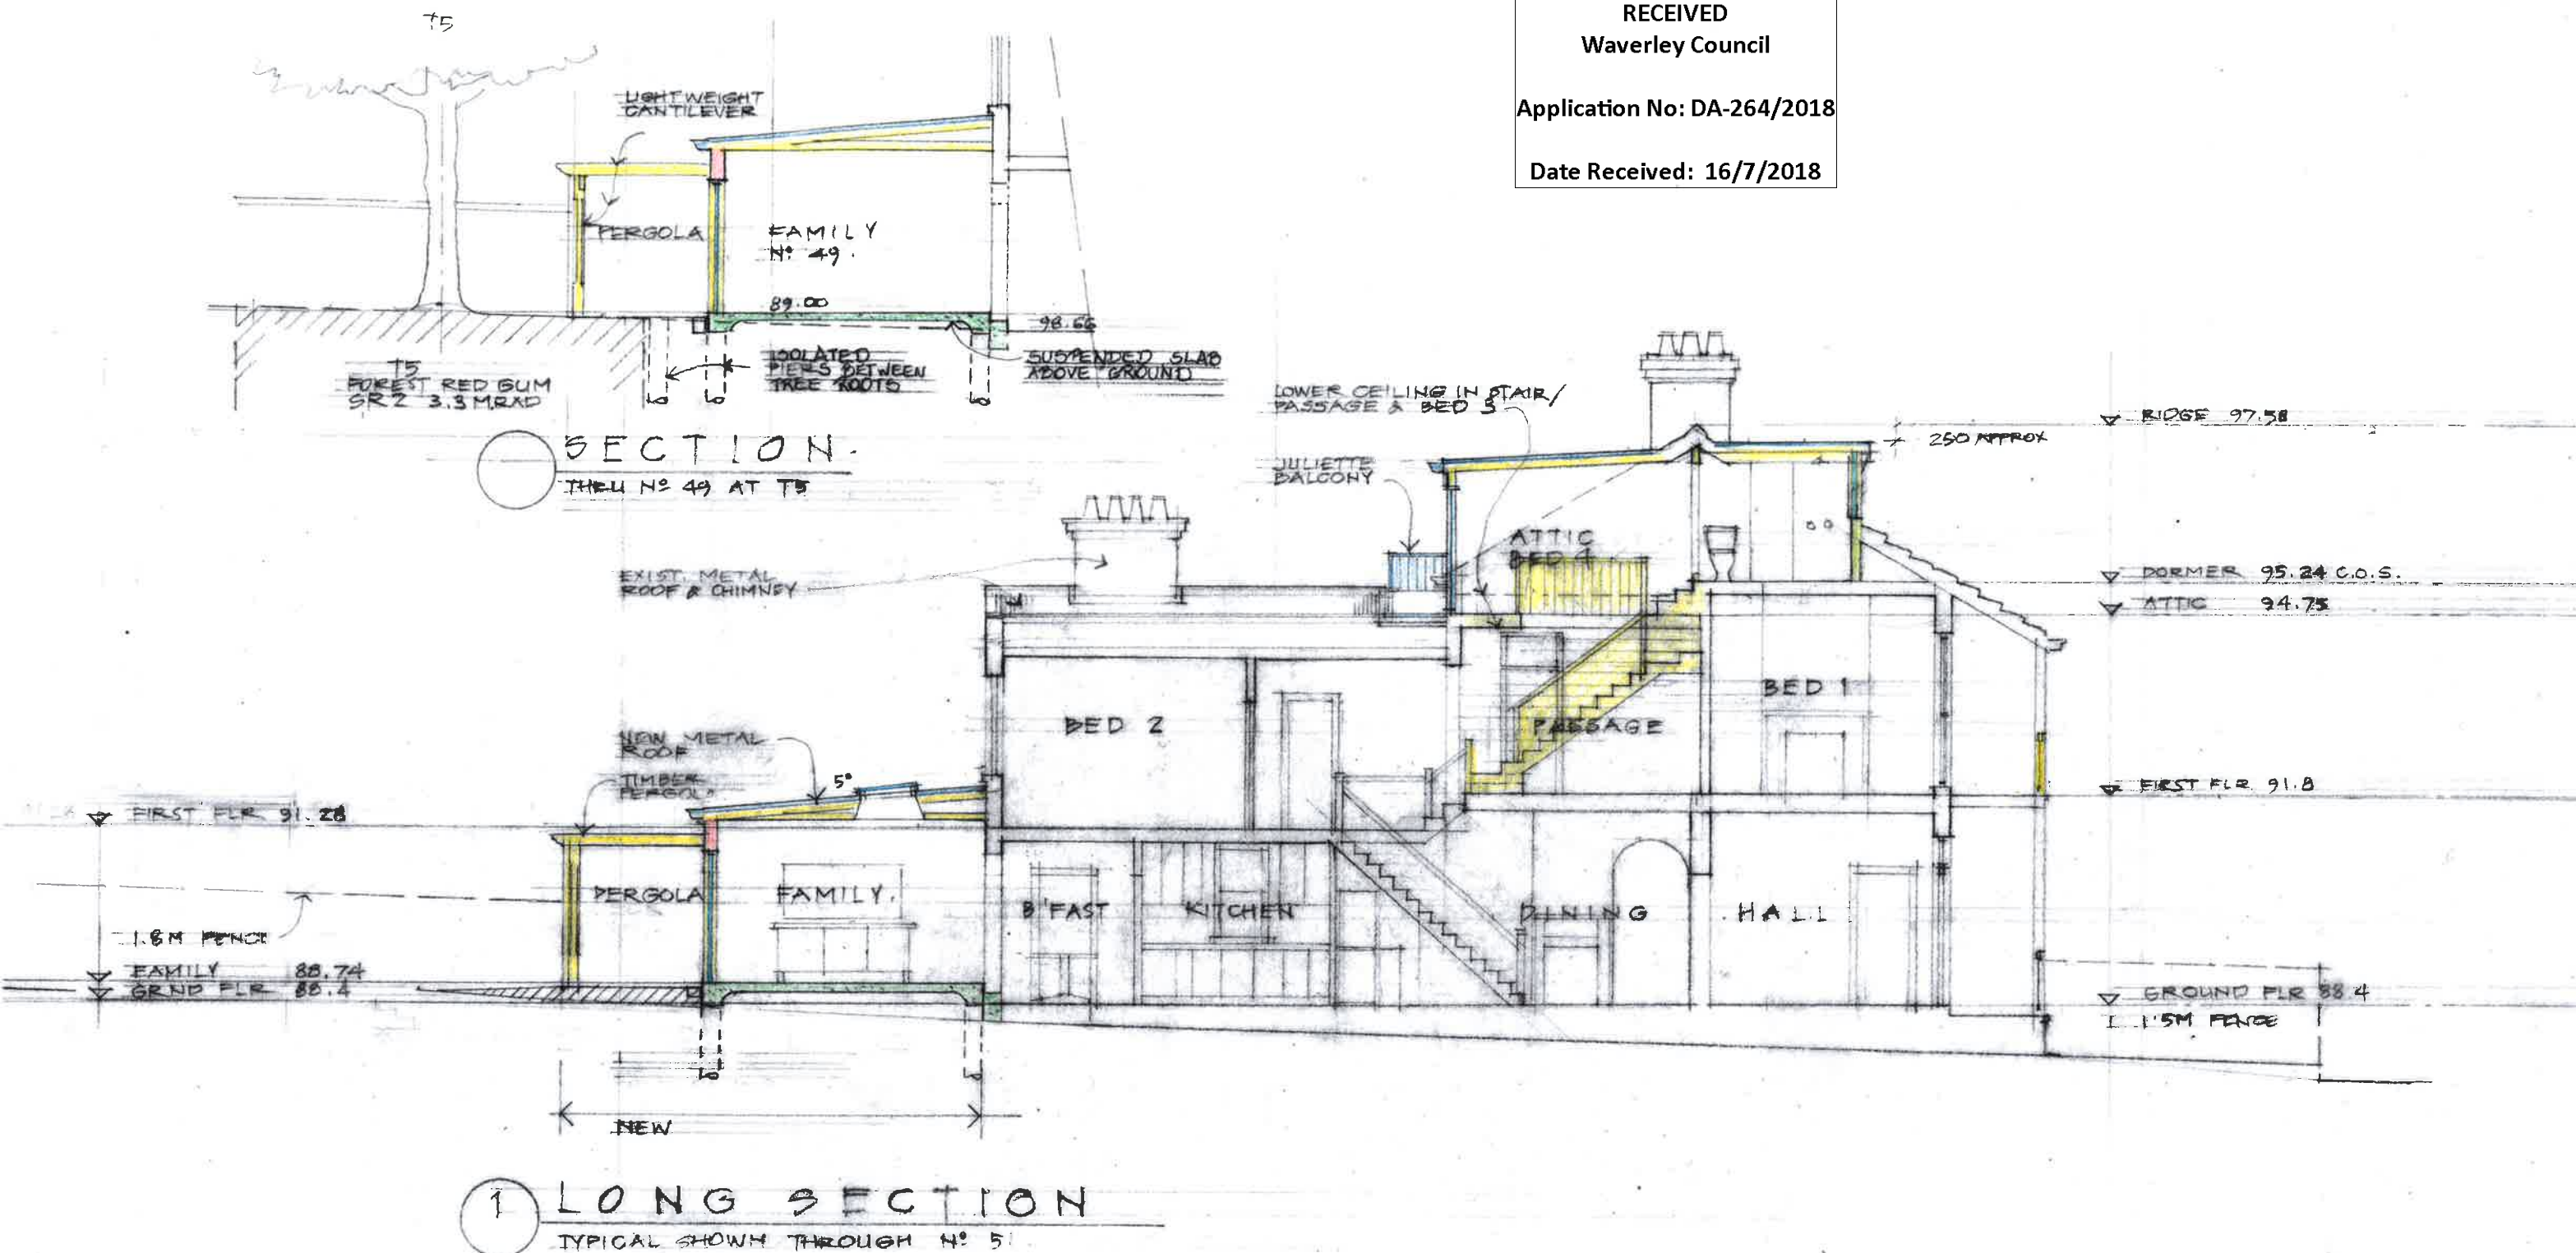 T5
RECEIVED
Waverley Council
Application No: DA-264/2018
Date Received: 16/7/2018
LIGHTWEIGHT
CANTILEVER
PERGOLA
FAMILY
Nº 49.
89.00
98.66
T5
FOREST RED GUM
SRZ 3.3 M.RAD
ISOLATED
PIERS BETWEEN
TREE ROOTS
SUSPENDED SLAB
ABOVE GROUND
SECTION.
THRU Nº 49 AT T5
LOWER CEILING IN STAIR/
PASSAGE & BED 3
JULIETTE
BALCONY
RIDGE 97.58
250 APPROX
EXIST. METAL
ROOF & CHIMNEY
ATTIC
BED 4
DORMER 95.24 C.O.S.
ATTIC 94.75
BED 2
PASSAGE
BED 1
NEW METAL
ROOF
TIMBER
PERGOLA
5°
FIRST FLR 91.28
FIRST FLR 91.8
PERGOLA
FAMILY.
B'FAST
KITCHEN
DINING
HALL
1.8M FENCE
FAMILY 88.74
GRND FLR 88.4
GROUND FLR 88.4
1.5M FENCE
NEW
1
LONG SECTION
TYPICAL SHOWN THROUGH Nº 51